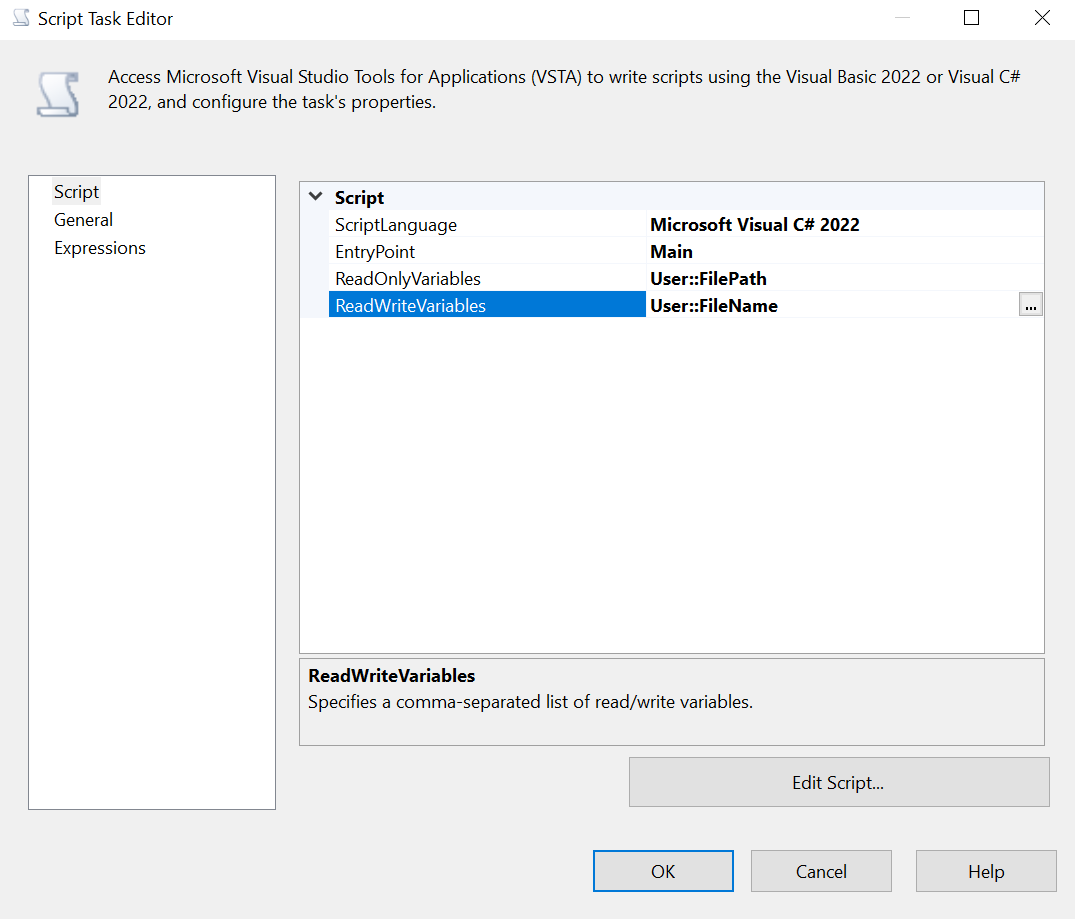 Script Task Editor
Access Microsoft Visual Studio Tools for Applications (VSTA) to write scripts using the Visual Basic 2022 or Visual C#
2022, and configure the task's properties.
Script
General
Expressions
Script
ScriptLanguage Microsoft Visual C# 2022
EntryPoint Main
ReadOnlyVariables User::FilePath
ReadWriteVariables User::FileName ...
ReadWriteVariables
Specifies a comma-separated list of read/write variables.
Edit Script...
OK Cancel Help